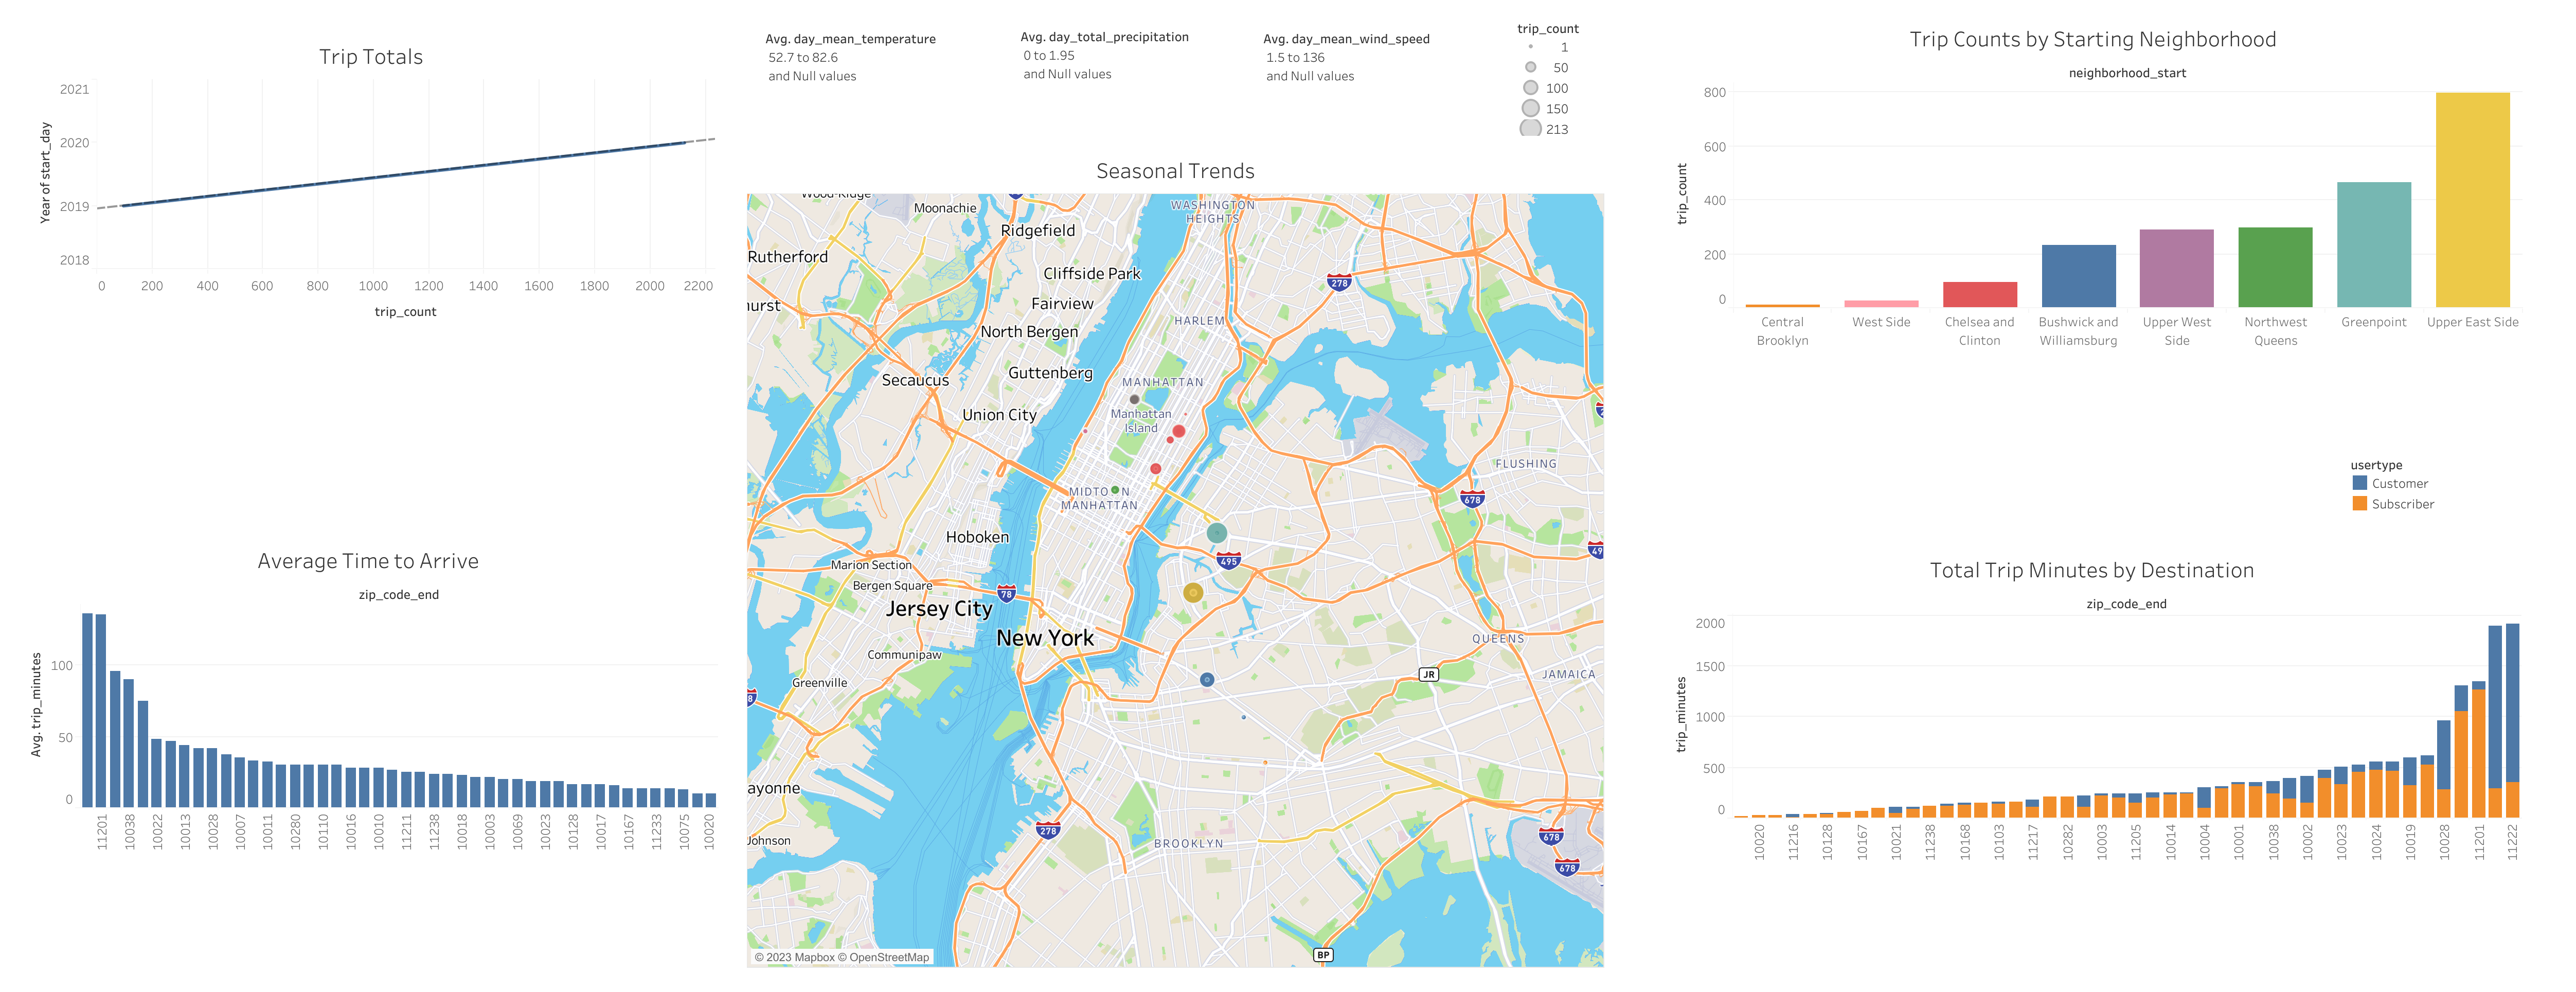 Trip Totals
2021
2020
2019
2018
Year of start_day
0 200 400 600 800 1000 1200 1400 1600 1800 2000 2200
trip_count
Average Time to Arrive
zip_code_end
100
50
0
Avg. trip_minutes
11201 10038 10022 10013 10028 10007 10011 10280 10110 10016 10010 11211 11238 10018 10003 10069 10023 10128 10017 10167 11233 10075 10020
Avg. day_mean_temperature
52.7 to 82.6
and Null values
Avg. day_total_precipitation
0 to 1.95
and Null values
Avg. day_mean_wind_speed
1.5 to 136
and Null values
trip_count
1
50
100
150
213
Seasonal Trends
Wood-Ridge
WASHINGTON
HEIGHTS
Moonachie
Ridgefield
Rutherford
Cliffside Park
278
Fairview
HARLEM
North Bergen
Guttenberg
Secaucus
MANHATTAN
Union City
Manhattan
Island
FLUSHING
MIDTO N
MANHATTAN
678
Hoboken
495
Marion Section
Bergen Square
78
Jersey City
New York
QUEENS
Communipaw
JR
JAMAICA
Greenville
278
678
BROOKLYN
Johnson
678
BP
© 2023 Mapbox © OpenStreetMap
Trip Counts by Starting Neighborhood
neighborhood_start
800
600
400
200
0
trip_count
Central
Brooklyn
West Side
Chelsea and
Clinton
Bushwick and
Williamsburg
Upper West
Side
Northwest
Queens
Greenpoint
Upper East Side
usertype
Customer
Subscriber
Total Trip Minutes by Destination
zip_code_end
2000
1500
1000
500
0
trip_minutes
10020 11216 10128 10167 10021 11238 10168 10103 11217 10282 10003 11205 10014 10004 10001 10038 10002 10023 10024 10019 10028 11201 11222